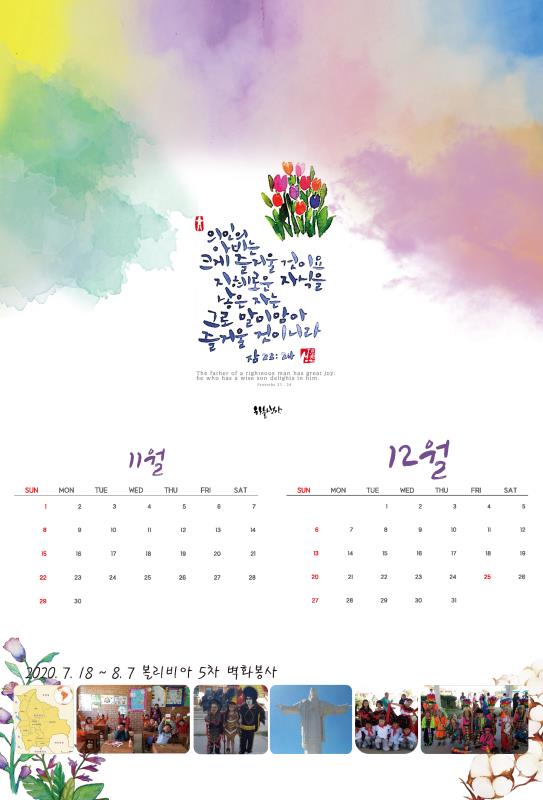 의인의
아비는
크게 즐거울 것이요
지혜로운 자식을
낳은 자는
그로 말미암아
즐거울 것이니라
잠 23: 24
The father of a righteous man has great joy;
he who has a wise son delights in him.
Proverbs 23 : 24
11월
SUN MON TUE WED THU FRI SAT
1 2 3 4 5 6 7
8 9 10 11 12 13 14
15 16 17 18 19 20 21
22 23 24 25 26 27 28
29 30
12월
SUN MON TUE WED THU FRI SAT
1 2 3 4 5
6 7 8 9 10 11 12
13 14 15 16 17 18 19
20 21 22 23 24 25 26
27 28 29 30 31
2020. 7. 18 ~ 8. 7 볼리비아 5차 벽화봉사